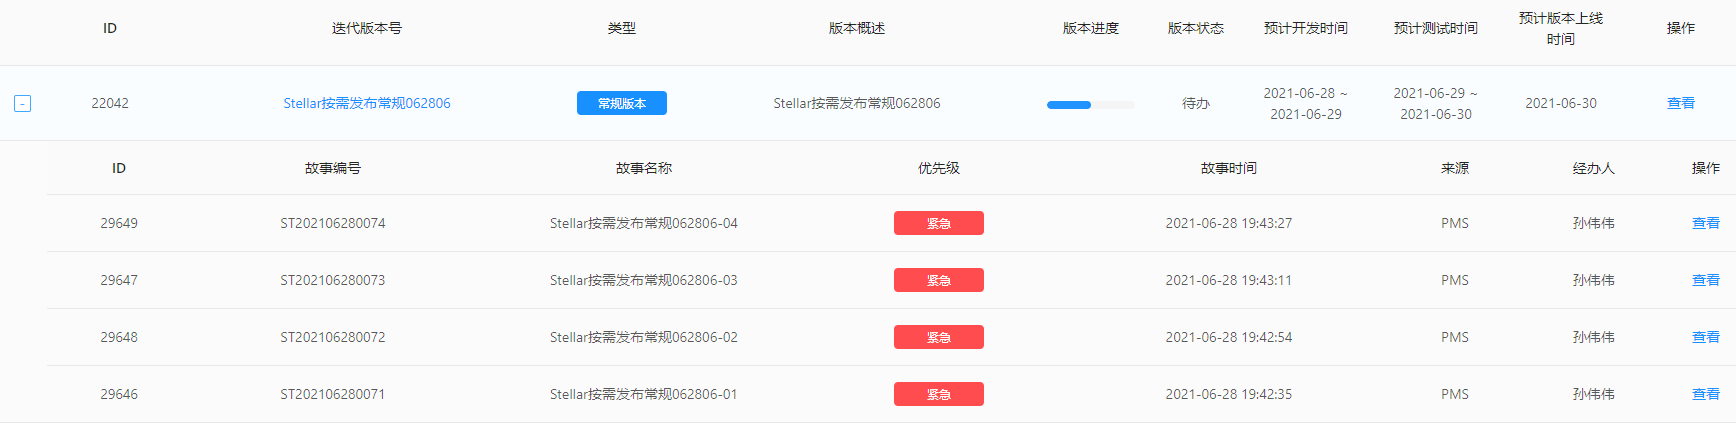 ID 迭代版本号 类型 版本概述 版本进度 版本状态 预计开发时间 预计测试时间 预计版本上线
时间 操作
- 22042 Stellar按需发布常规062806 常规版本 Stellar按需发布常规062806 待办 2021-06-28 ~ 2021-06-29 ~ 2021-06-30 查看
2021-06-29 2021-06-30
ID 故事编号 故事名称 优先级 故事时间 来源 经办人 操作
29649 ST202106280074 Stellar按需发布常规062806-04 紧急 2021-06-28 19:43:27 PMS 孙伟伟 查看
29647 ST202106280073 Stellar按需发布常规062806-03 紧急 2021-06-28 19:43:11 PMS 孙伟伟 查看
29648 ST202106280072 Stellar按需发布常规062806-02 紧急 2021-06-28 19:42:54 PMS 孙伟伟 查看
29646 ST202106280071 Stellar按需发布常规062806-01 紧急 2021-06-28 19:42:35 PMS 孙伟伟 查看